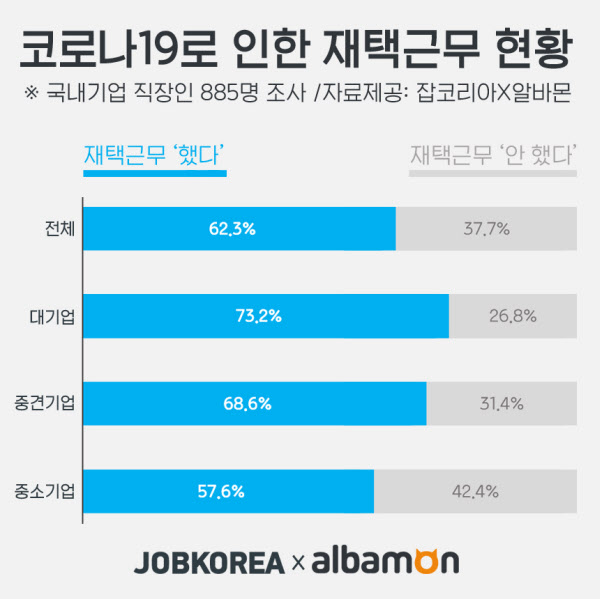 코로나19로 인한 재택근무 현황
※ 국내기업 직장인 885명 조사 /자료제공: 잡코리아X알바몬
재택근무 ‘했다’ 재택근무 ‘안 했다’
전체 62.3% 37.7%
대기업 73.2% 26.8%
중견기업 68.6% 31.4%
중소기업 57.6% 42.4%
JOBKOREA x albamon